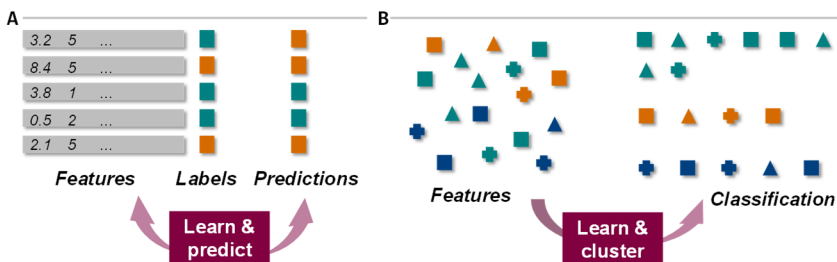 A
3.2 5 ...
8.4 5 ...
3.8 1 ...
0.5 2 ...
2.1 5 ...
Features Labels Predictions
Learn &
predict
B
Features
Classification
Learn &
cluster